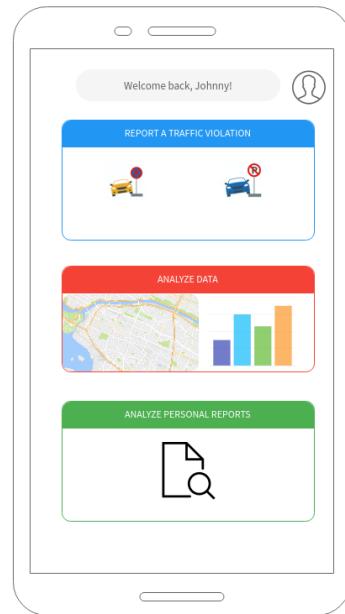 Welcome back, Johnny!
REPORT A TRAFFIC VIOLATION
ANALYZE DATA
ANALYZE PERSONAL REPORTS